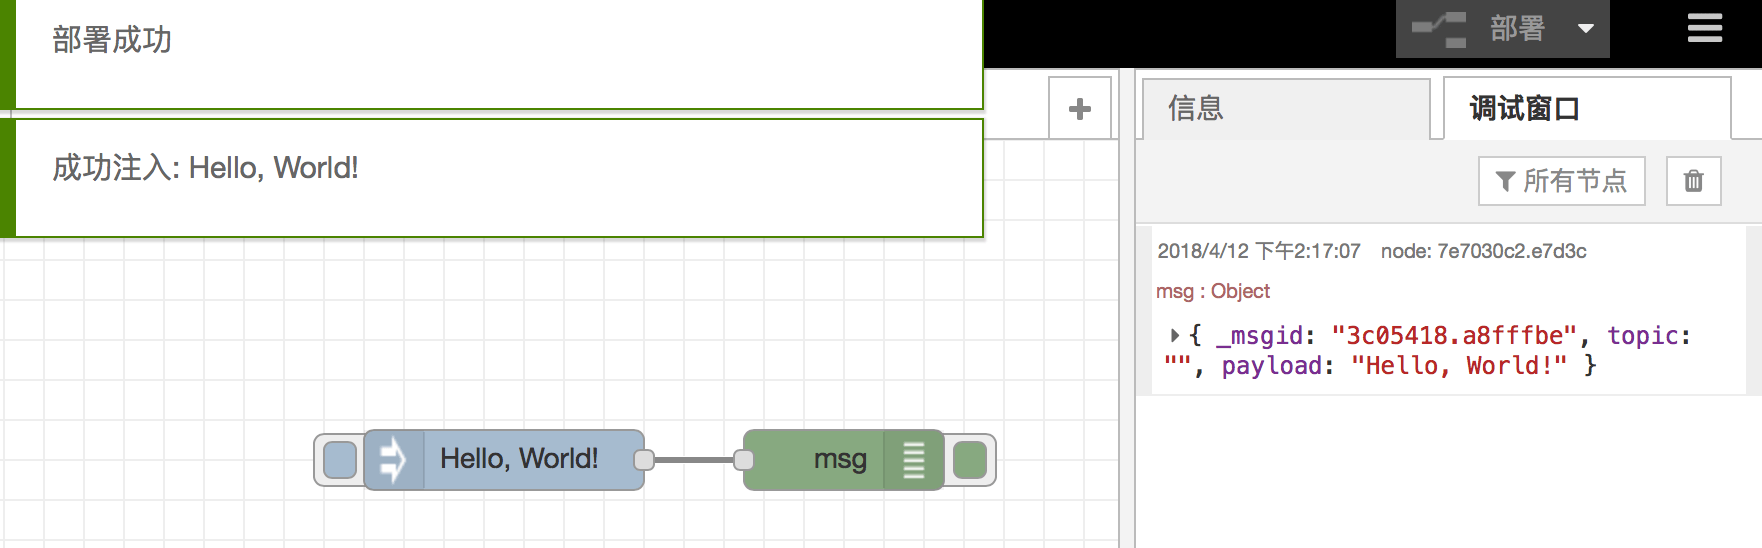 部署成功
部署
信息
调试窗口
成功注入: Hello, World!
所有节点
2018/4/12 下午2:17:07 node: 7e7030c2.e7d3c
msg : Object
{ _msgid: "3c05418.a8fffbe", topic:
"", payload: "Hello, World!" }
Hello, World!
msg